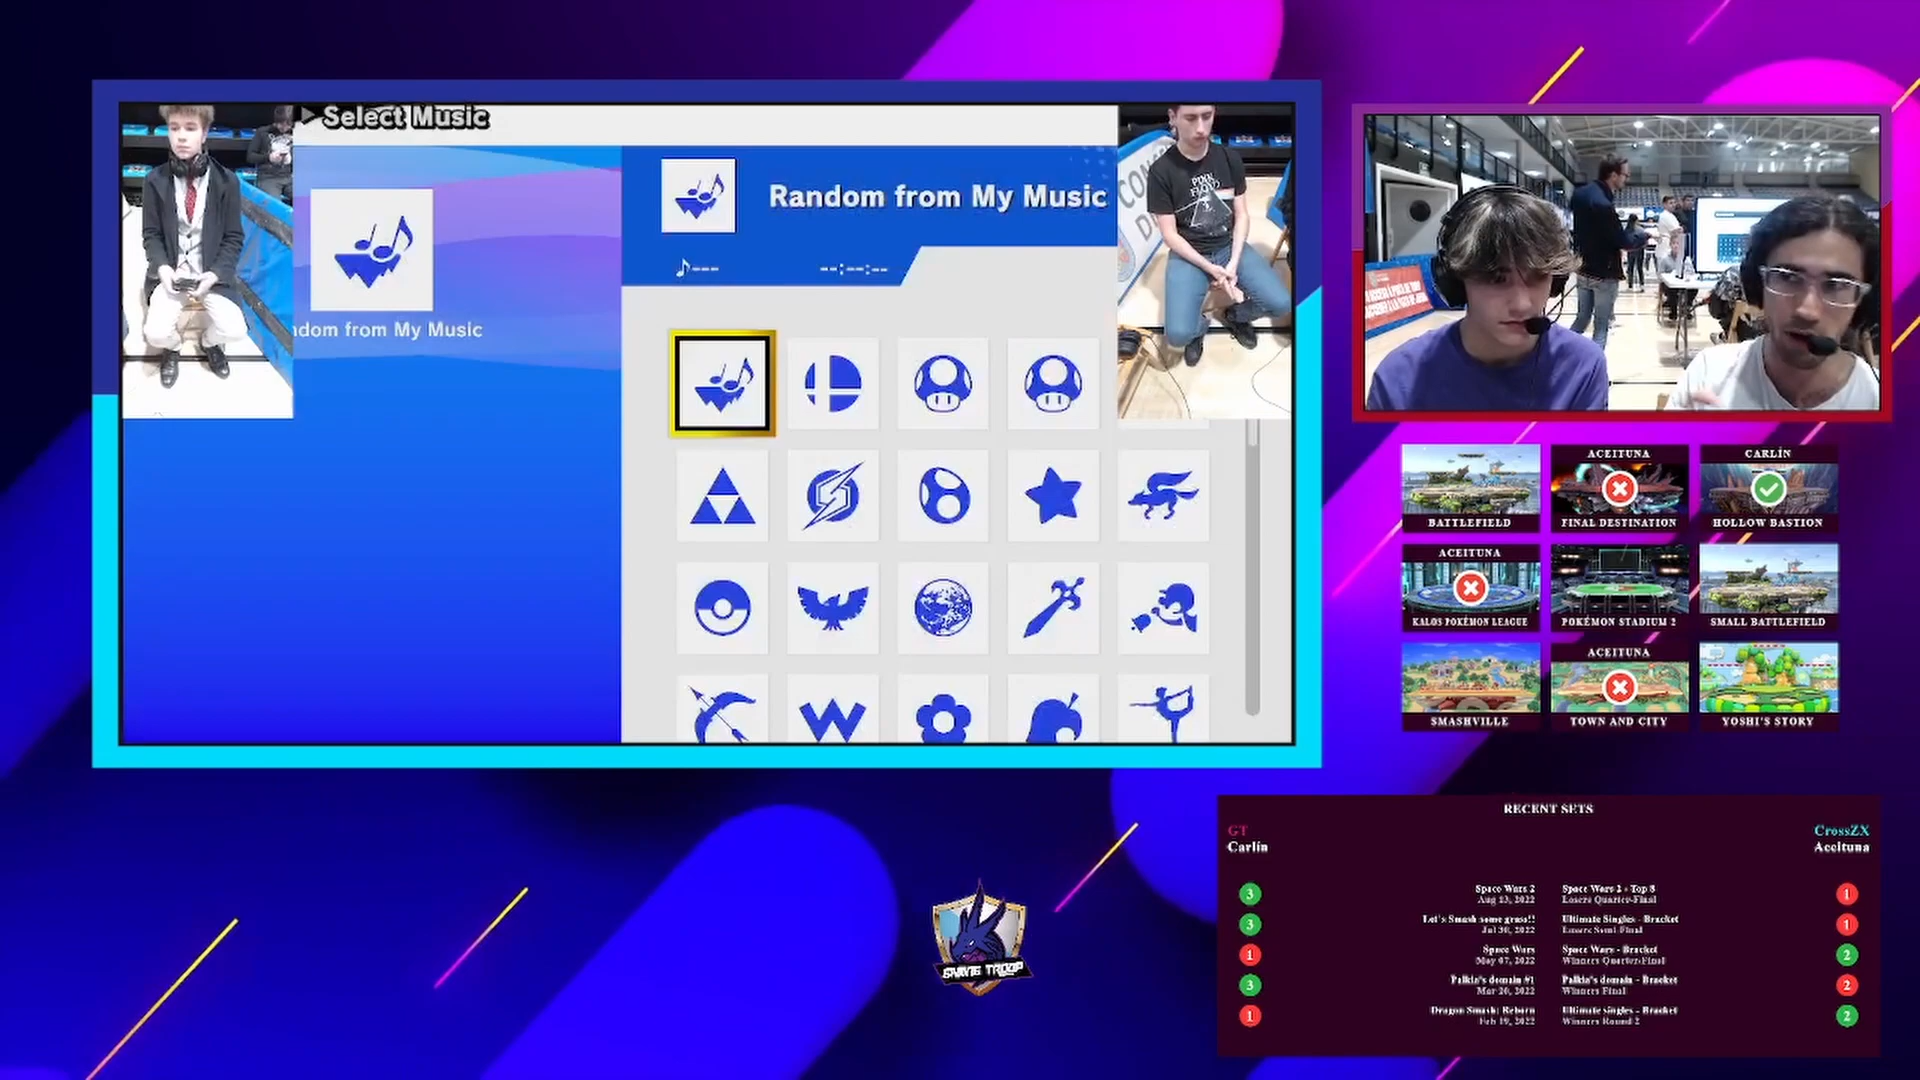 Select Music
Random from My Music
♪---
--:--:--
ndom from My Music
PINK
FLOYD
ACEITUNA
CARLÍN
BATTLEFIELD
FINAL DESTINATION
HOLLOW BASTION
ACEITUNA
KALOS POKÉMON LEAGUE
POKÉMON STADIUM 2
SMALL BATTLEFIELD
ACEITUNA
SMASHVILLE
TOWN AND CITY
YOSHI'S STORY
RECENT SETS
GT
CrossZX
Carlín
Aceituna
3
Space Wars 2
Space Wars 2 - Top 8
1
Aug 13, 2022
Losers Quarter-Final
3
Let's Smash some grass!!
Ultimate Singles - Bracket
1
Jul 30, 2022
Losers Semi-Final
1
Space Wars
Space Wars - Bracket
2
May 07, 2022
Winners Quarter-Final
3
Palkia's domain #1
Palkia's domain - Bracket
2
Mar 20, 2022
Winners Final
1
Dragon Smash: Reborn
Ultimate singles - Bracket
2
Feb 19, 2022
Winners Round 2
TROOP